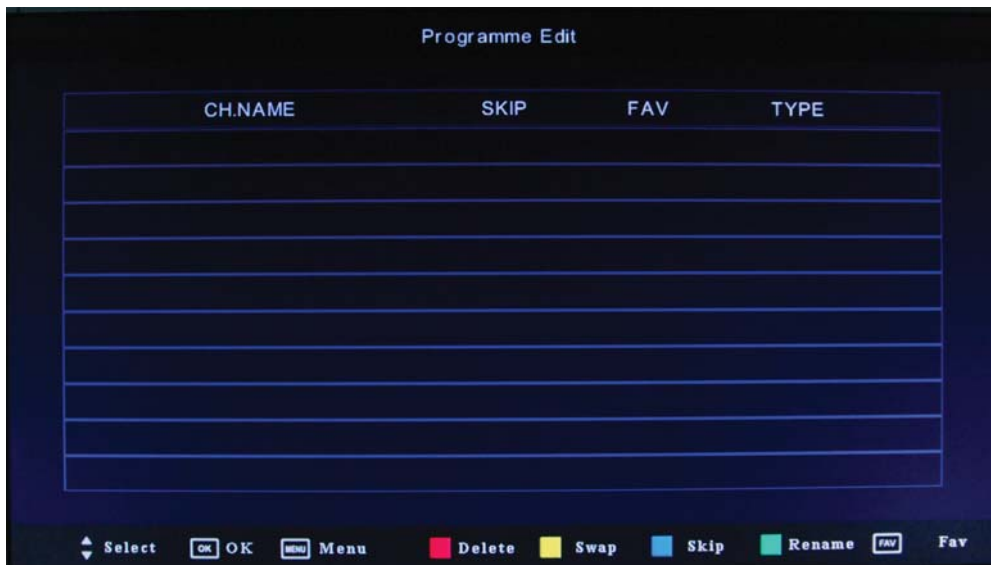 Programme Edit
CH.NAME SKIP FAV TYPE
Select OK OK MENU Menu Delete Swap Skip Rename FAV Fav